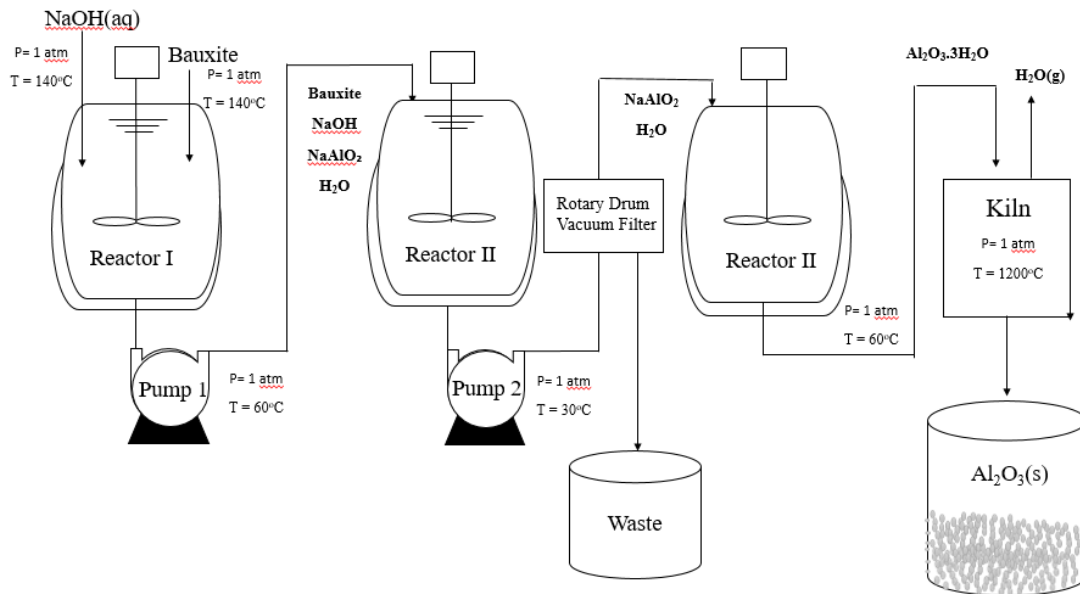 NaOH(aq)
P= 1 atm
T = 140°C
Bauxite
P= 1 atm
T = 140°C
Reactor I
Pump 1
P= 1 atm
T = 60°C
Bauxite
NaOH
NaAlO₂
H₂O
Reactor II
Pump 2
P= 1 atm
T = 30°C
Rotary Drum
Vacuum Filter
Waste
NaAlO₂
H₂O
Reactor II
P= 1 atm
T = 60°C
Al₂O₃.3H₂O
H₂O(g)
Kiln
P= 1 atm
T = 1200°C
Al₂O₃(s)